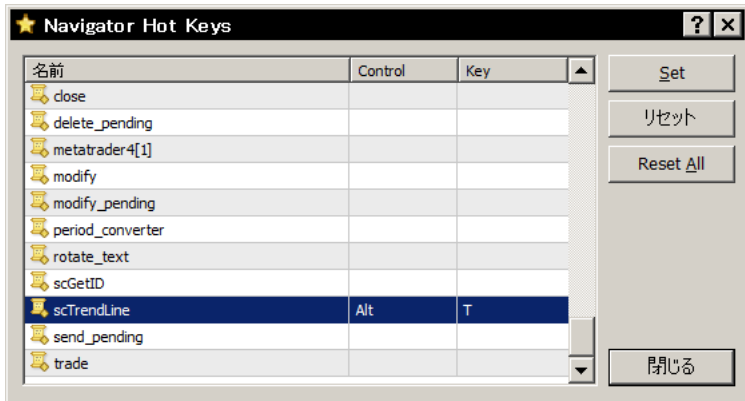 Navigator Hot Keys
名前 Control Key
close
delete_pending
metatrader4[1]
modify
modify_pending
period_converter
rotate_text
scGetID
scTrendLine Alt T
send_pending
trade
Set
リセット
Reset All
閉じる